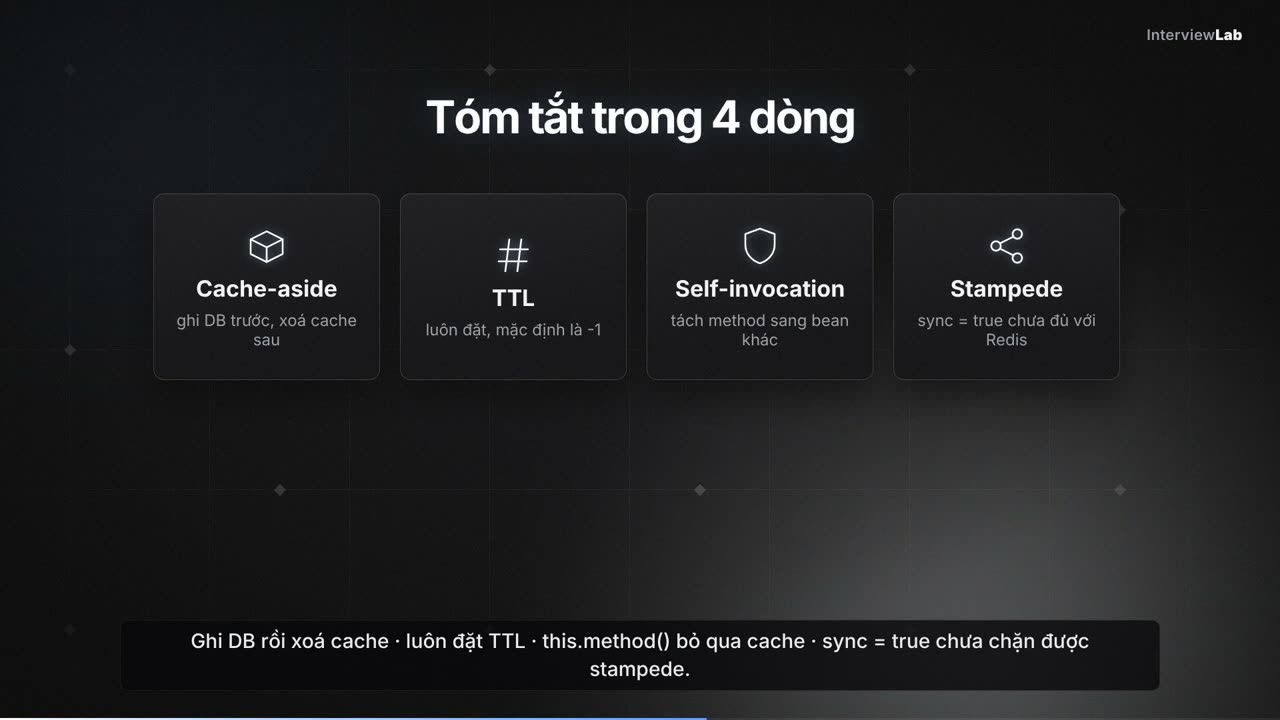 InterviewLab
Tóm tắt trong 4 dòng
Cache-aside
ghi DB trước, xoá cache
sau
TTL
luôn đặt, mặc định là -1
Self-invocation
tách method sang bean
khác
Stampede
sync = true chưa đủ với
Redis
Ghi DB rồi xoá cache · luôn đặt TTL · this.method() bỏ qua cache · sync = true chưa chặn được
stampede.